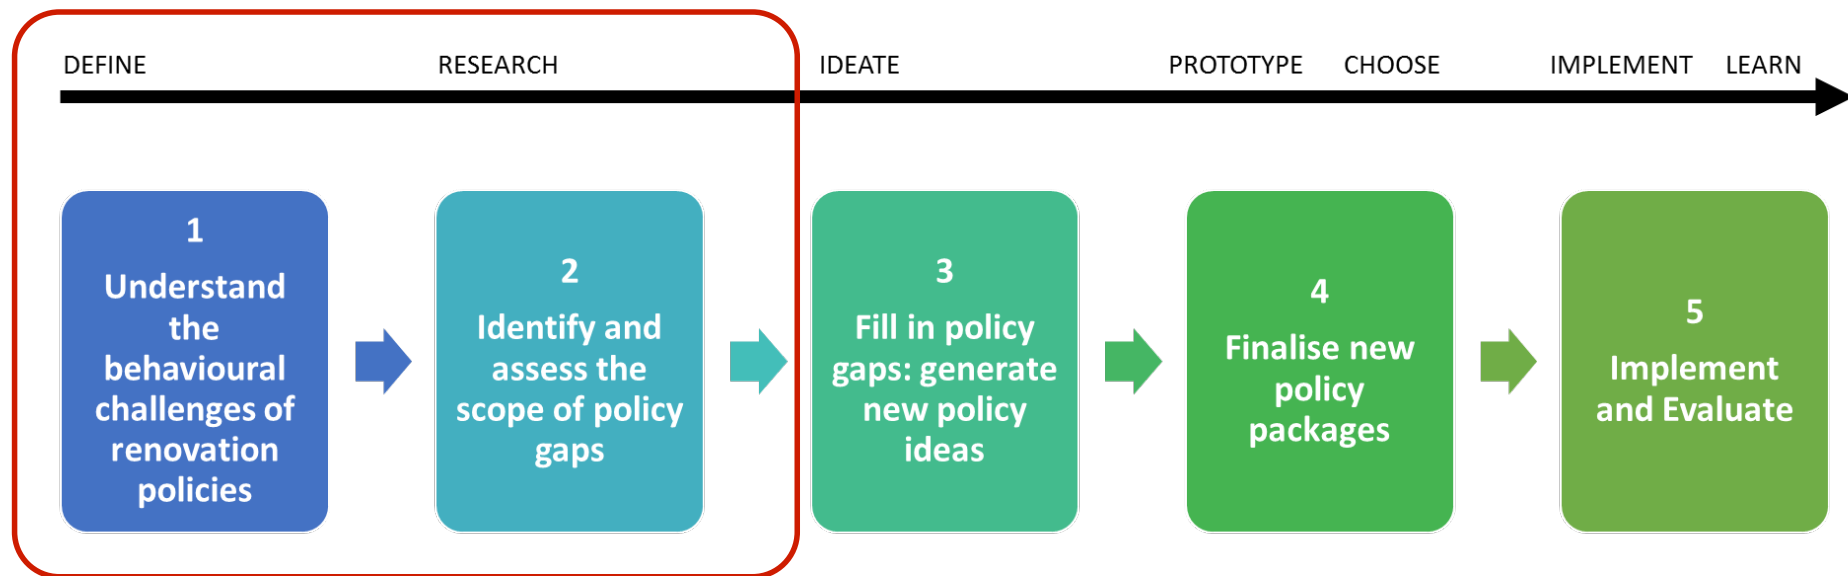 DEFINE
RESEARCH
IDEATE
PROTOTYPE
CHOOSE
IMPLEMENT
LEARN
1
Understand
the
behavioural
challenges of
renovation
policies
2
Identify and
assess the
scope of policy
gaps
3
Fill in policy
gaps: generate
new policy
ideas
4
Finalise new
policy
packages
5
Implement
and Evaluate